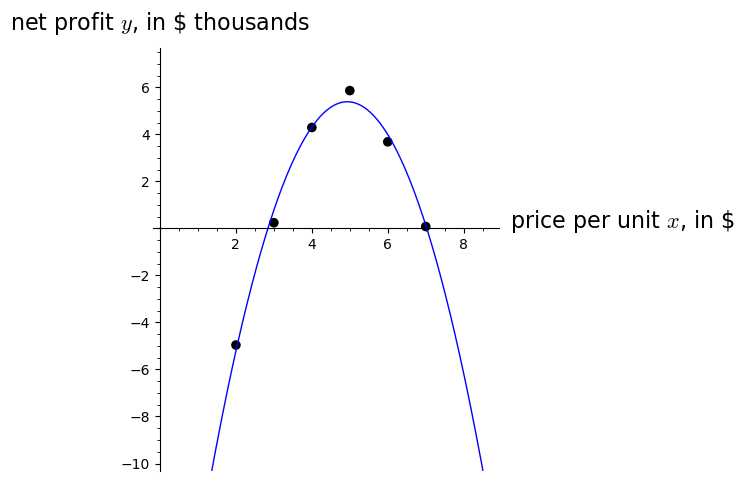 net profit y, in $ thousands
6
4
2
price per unit x, in $
2 4 6 8
−2
−4
−6
−8
−10